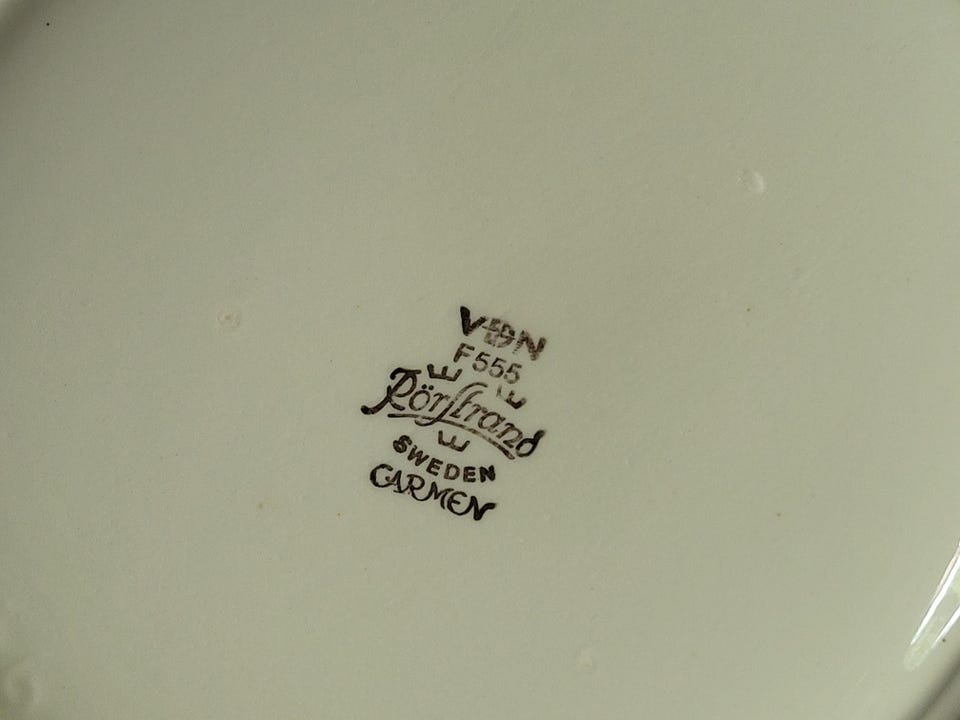 F555
Rörstrand
SWEDEN
CARMEN